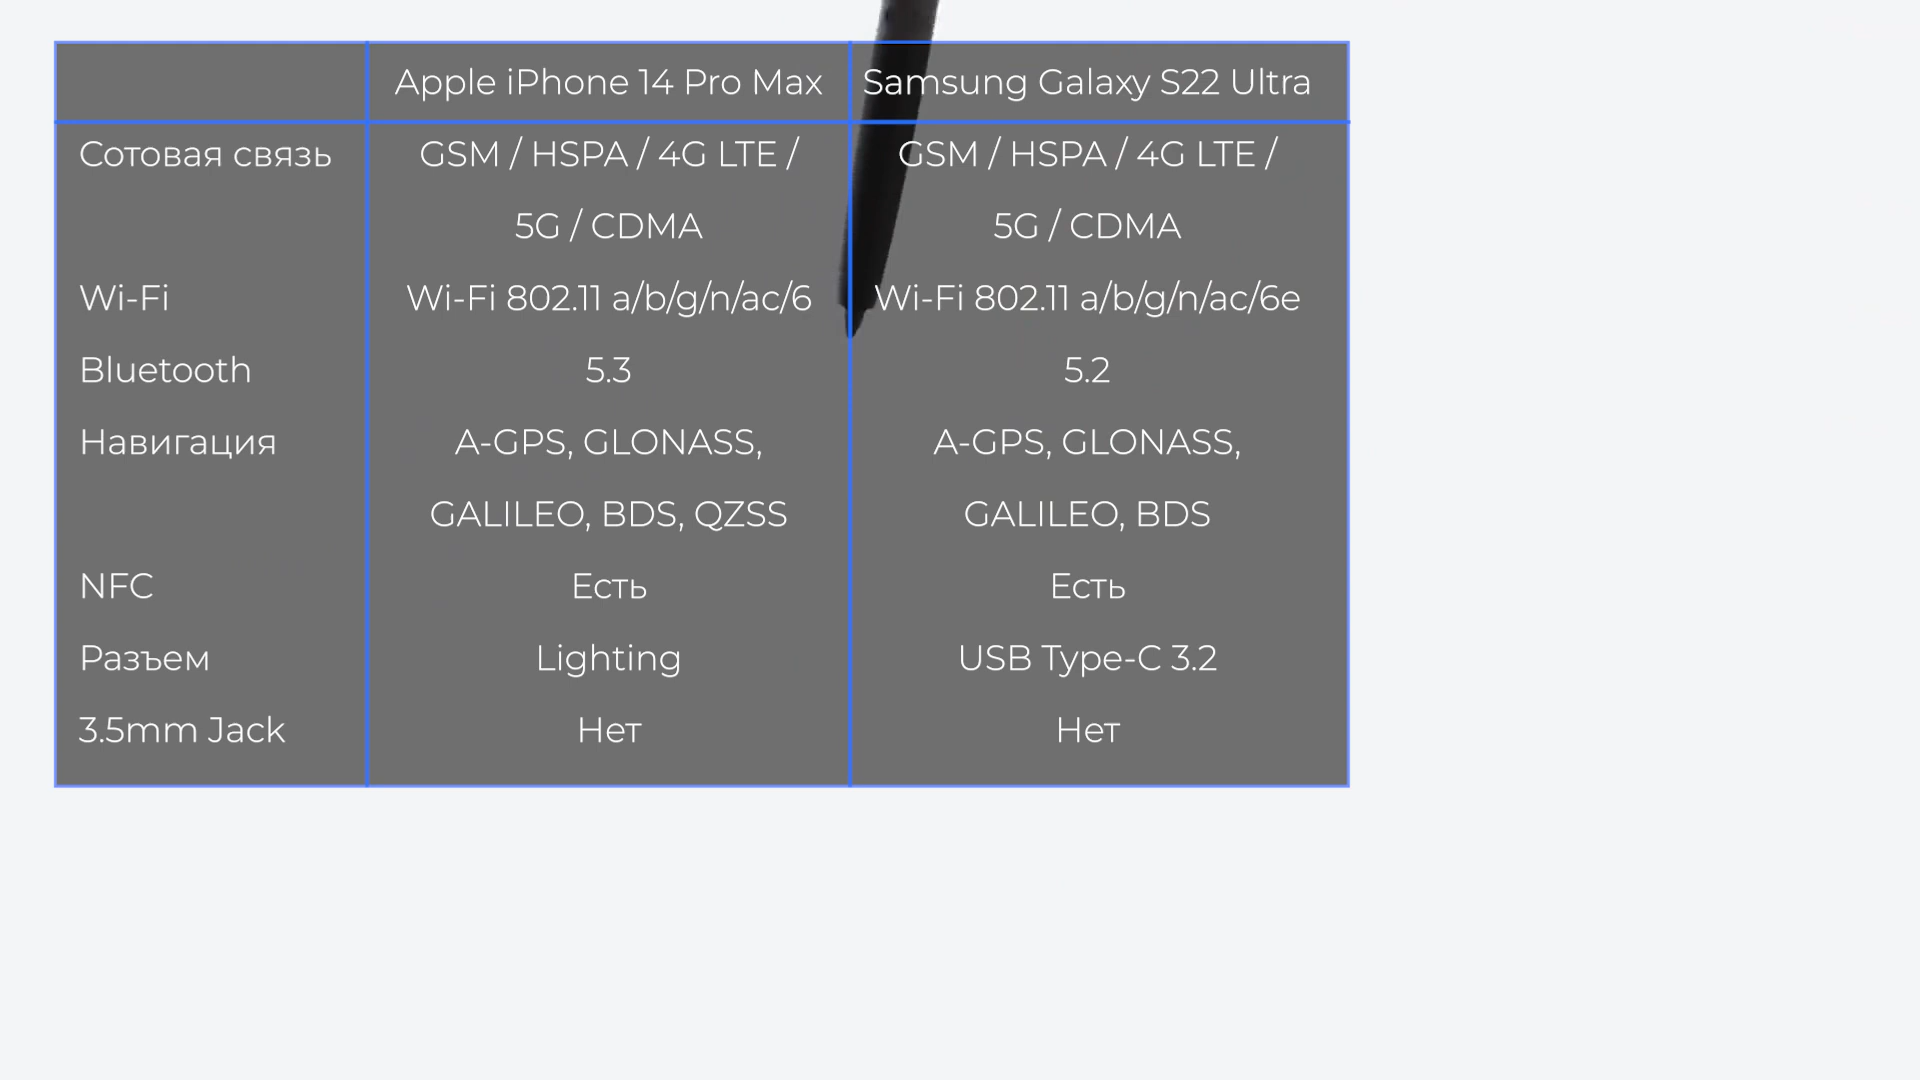 Apple iPhone 14 Pro Max Samsung Galaxy S22 Ultra
Сотовая связь GSM / HSPA / 4G LTE / GSM / HSPA / 4G LTE /
5G / CDMA 5G / CDMA
Wi-Fi Wi-Fi 802.11 a/b/g/n/ac/6 Wi-Fi 802.11 a/b/g/n/ac/6e
Bluetooth 5.3 5.2
Навигация A-GPS, GLONASS, A-GPS, GLONASS,
GALILEO, BDS, QZSS GALILEO, BDS
NFC Есть Есть
Разъем Lighting USB Type-C 3.2
3.5mm Jack Нет Нет